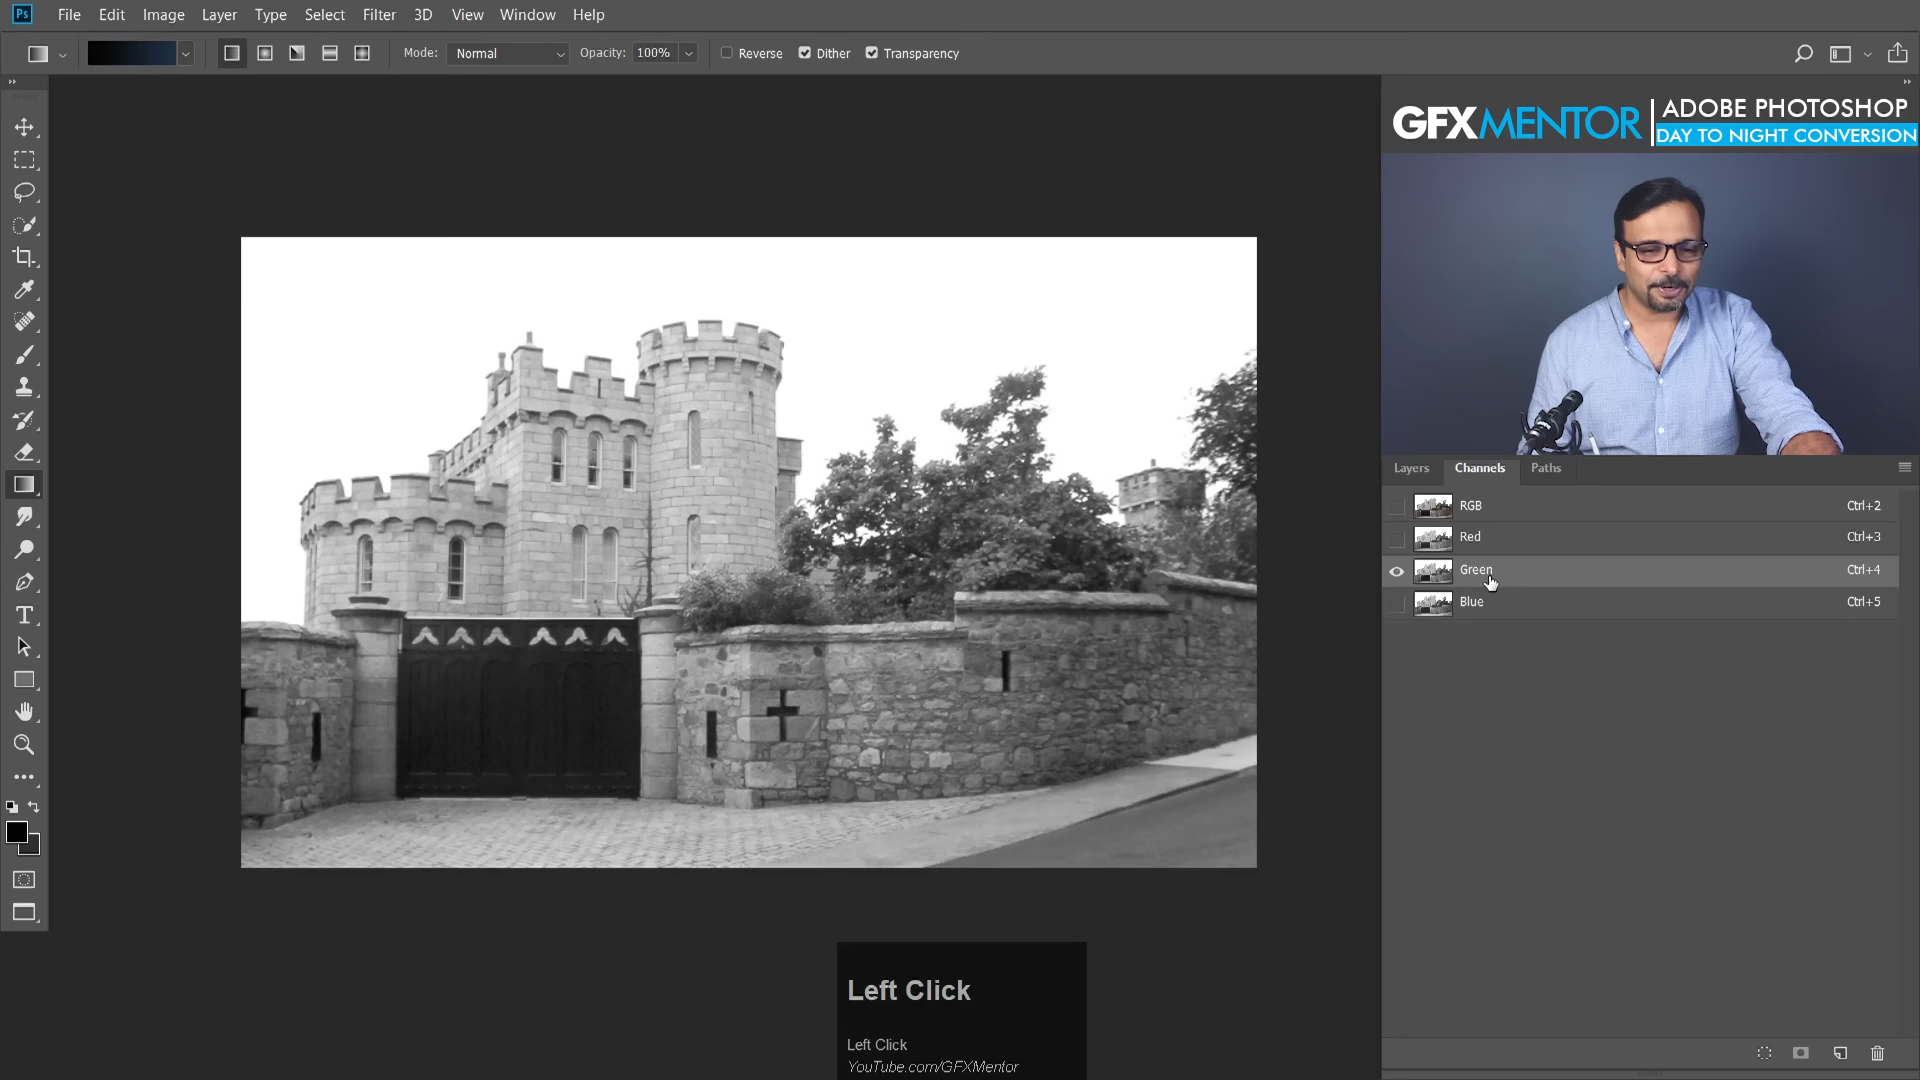 Ps File Edit Image Layer Type Select Filter 3D View Window Help
Mode: Normal Opacity: 100% Reverse Dither Transparency
GFXMENTOR ADOBE PHOTOSHOP
DAY TO NIGHT CONVERSION
Layers Channels Paths
RGB Ctrl+2
Red Ctrl+3
Green Ctrl+4
Blue Ctrl+5
Left Click
Left Click
YouTube.com/GFXMentor